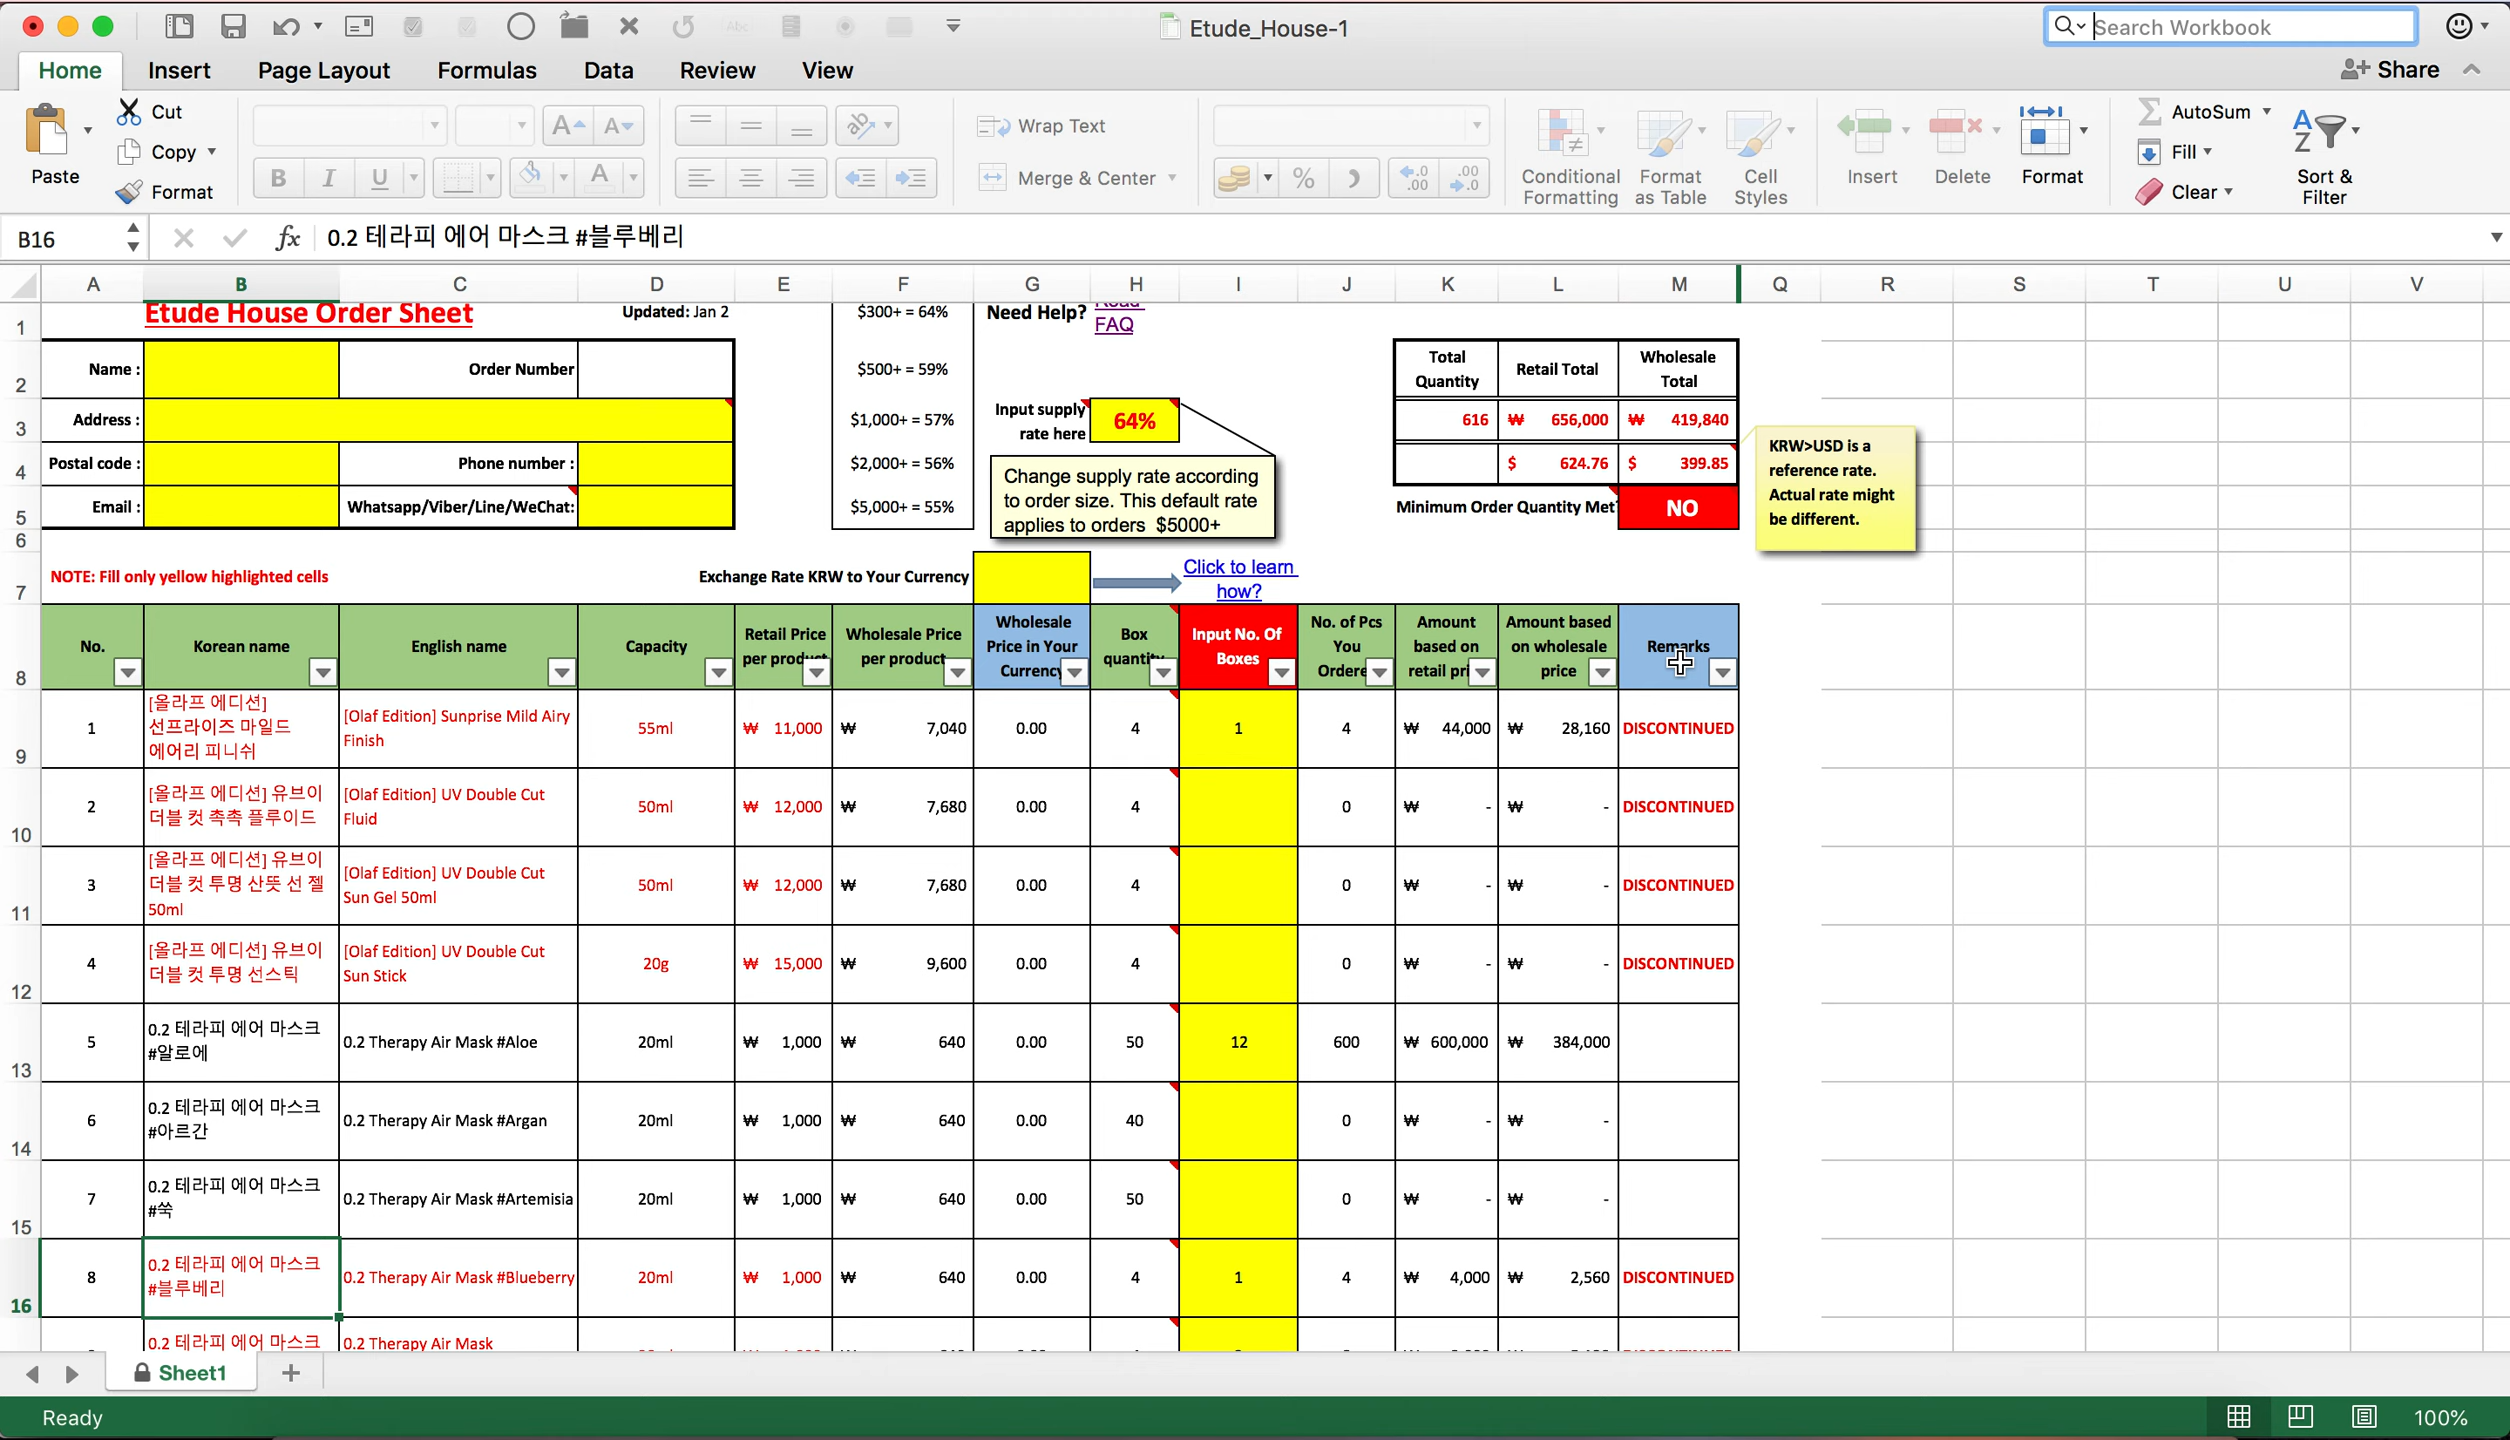 Etude_House-1
Search Workbook
Home Insert Page Layout Formulas Data Review View
Share
Paste
Cut
Copy
Format
B I U
Wrap Text
Merge & Center
%
Conditional Formatting
Format as Table
Cell Styles
Insert
Delete
Format
AutoSum
Fill
Clear
Sort & Filter
B16
fx 0.2 테라피 에어 마스크 #블루베리
A B C D E F G H I J K L M Q R S T U V
1
Etude House Order Sheet
Updated: Jan 2
$300+ = 64%
Need Help?
Read
FAQ
2
Name :
Order Number
$500+ = 59%
Total Quantity
Retail Total
Wholesale Total
3
Address :
$1,000+ = 57%
Input supply rate here
64%
616
₩ 656,000
₩ 419,840
4
Postal code :
Phone number :
$2,000+ = 56%
$ 624.76
$ 399.85
5
Email :
Whatsapp/Viber/Line/WeChat:
$5,000+ = 55%
Minimum Order Quantity Met
NO
Change supply rate according
to order size. This default rate
applies to orders $5000+
KRW>USD is a
reference rate.
Actual rate might
be different.
6
7
NOTE: Fill only yellow highlighted cells
Exchange Rate KRW to Your Currency
Click to learn
how?
8
No.
Korean name
English name
Capacity
Retail Price per product
Wholesale Price per product
Wholesale Price in Your Currency
Box quantity
Input No. Of Boxes
No. of Pcs You Ordere
Amount based on retail pri
Amount based on wholesale price
Remarks
9
1
[올라프 에디션]
선프라이즈 마일드
에어리 피니쉬
[Olaf Edition] Sunprise Mild Airy
Finish
55ml ₩ 11,000 ₩ 7,040 0.00 4 1 4 ₩ 44,000 ₩ 28,160 DISCONTINUED
10
2
[올라프 에디션] 유브이
더블 컷 촉촉 플루이드
[Olaf Edition] UV Double Cut
Fluid
50ml ₩ 12,000 ₩ 7,680 0.00 4 0 ₩ - ₩ - DISCONTINUED
11
3
[올라프 에디션] 유브이
더블 컷 투명 산뜻 선 젤
50ml
[Olaf Edition] UV Double Cut
Sun Gel 50ml
50ml ₩ 12,000 ₩ 7,680 0.00 4 0 ₩ - ₩ - DISCONTINUED
12
4
[올라프 에디션] 유브이
더블 컷 투명 선스틱
[Olaf Edition] UV Double Cut
Sun Stick
20g ₩ 15,000 ₩ 9,600 0.00 4 0 ₩ - ₩ - DISCONTINUED
13
5
0.2 테라피 에어 마스크
#알로에
0.2 Therapy Air Mask #Aloe
20ml ₩ 1,000 ₩ 640 0.00 50 12 600 ₩ 600,000 ₩ 384,000
14
6
0.2 테라피 에어 마스크
#아르간
0.2 Therapy Air Mask #Argan
20ml ₩ 1,000 ₩ 640 0.00 40 0 ₩ - ₩ -
15
7
0.2 테라피 에어 마스크
#쑥
0.2 Therapy Air Mask #Artemisia
20ml ₩ 1,000 ₩ 640 0.00 50 0 ₩ - ₩ -
16
8
0.2 테라피 에어 마스크
#블루베리
0.2 Therapy Air Mask #Blueberry
20ml ₩ 1,000 ₩ 640 0.00 4 1 4 ₩ 4,000 ₩ 2,560 DISCONTINUED
0.2 테라피 에어 마스크
0.2 Therapy Air Mask
Sheet1
Ready
100%